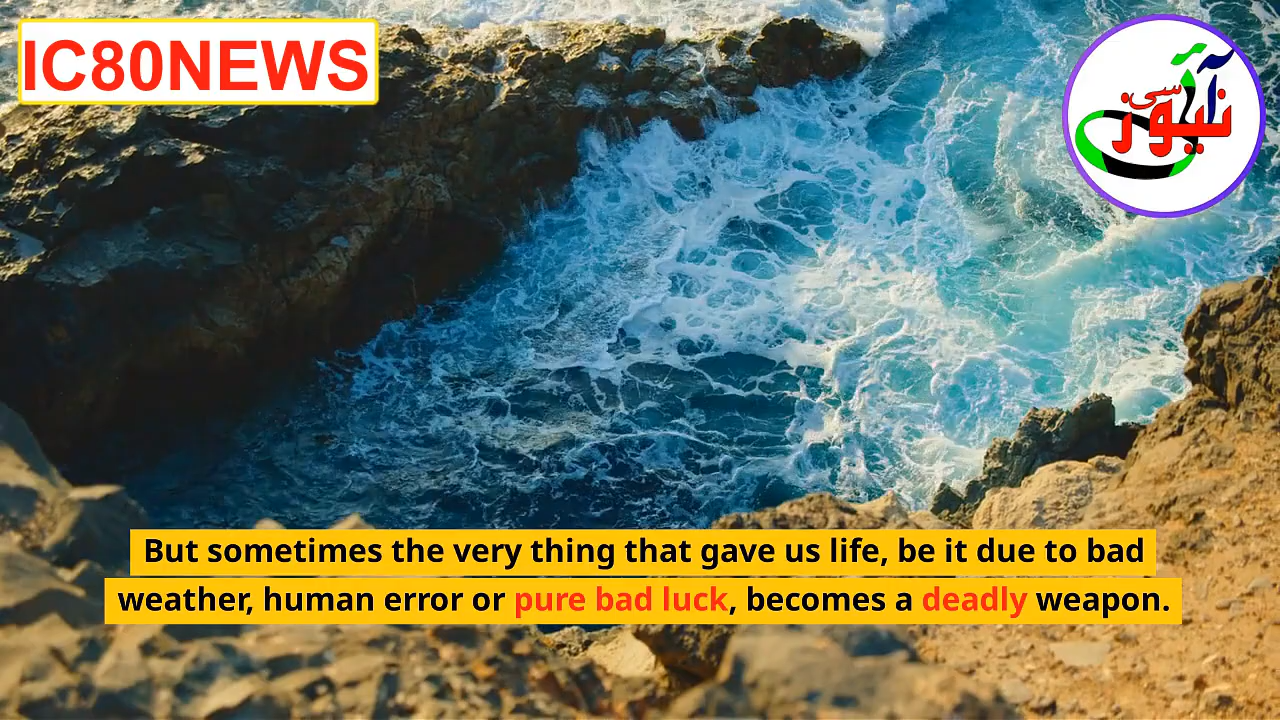 IC80NEWS
آئی سی
نیوز
But sometimes the very thing that gave us life, be it due to bad
weather, human error or pure bad luck, becomes a deadly weapon.